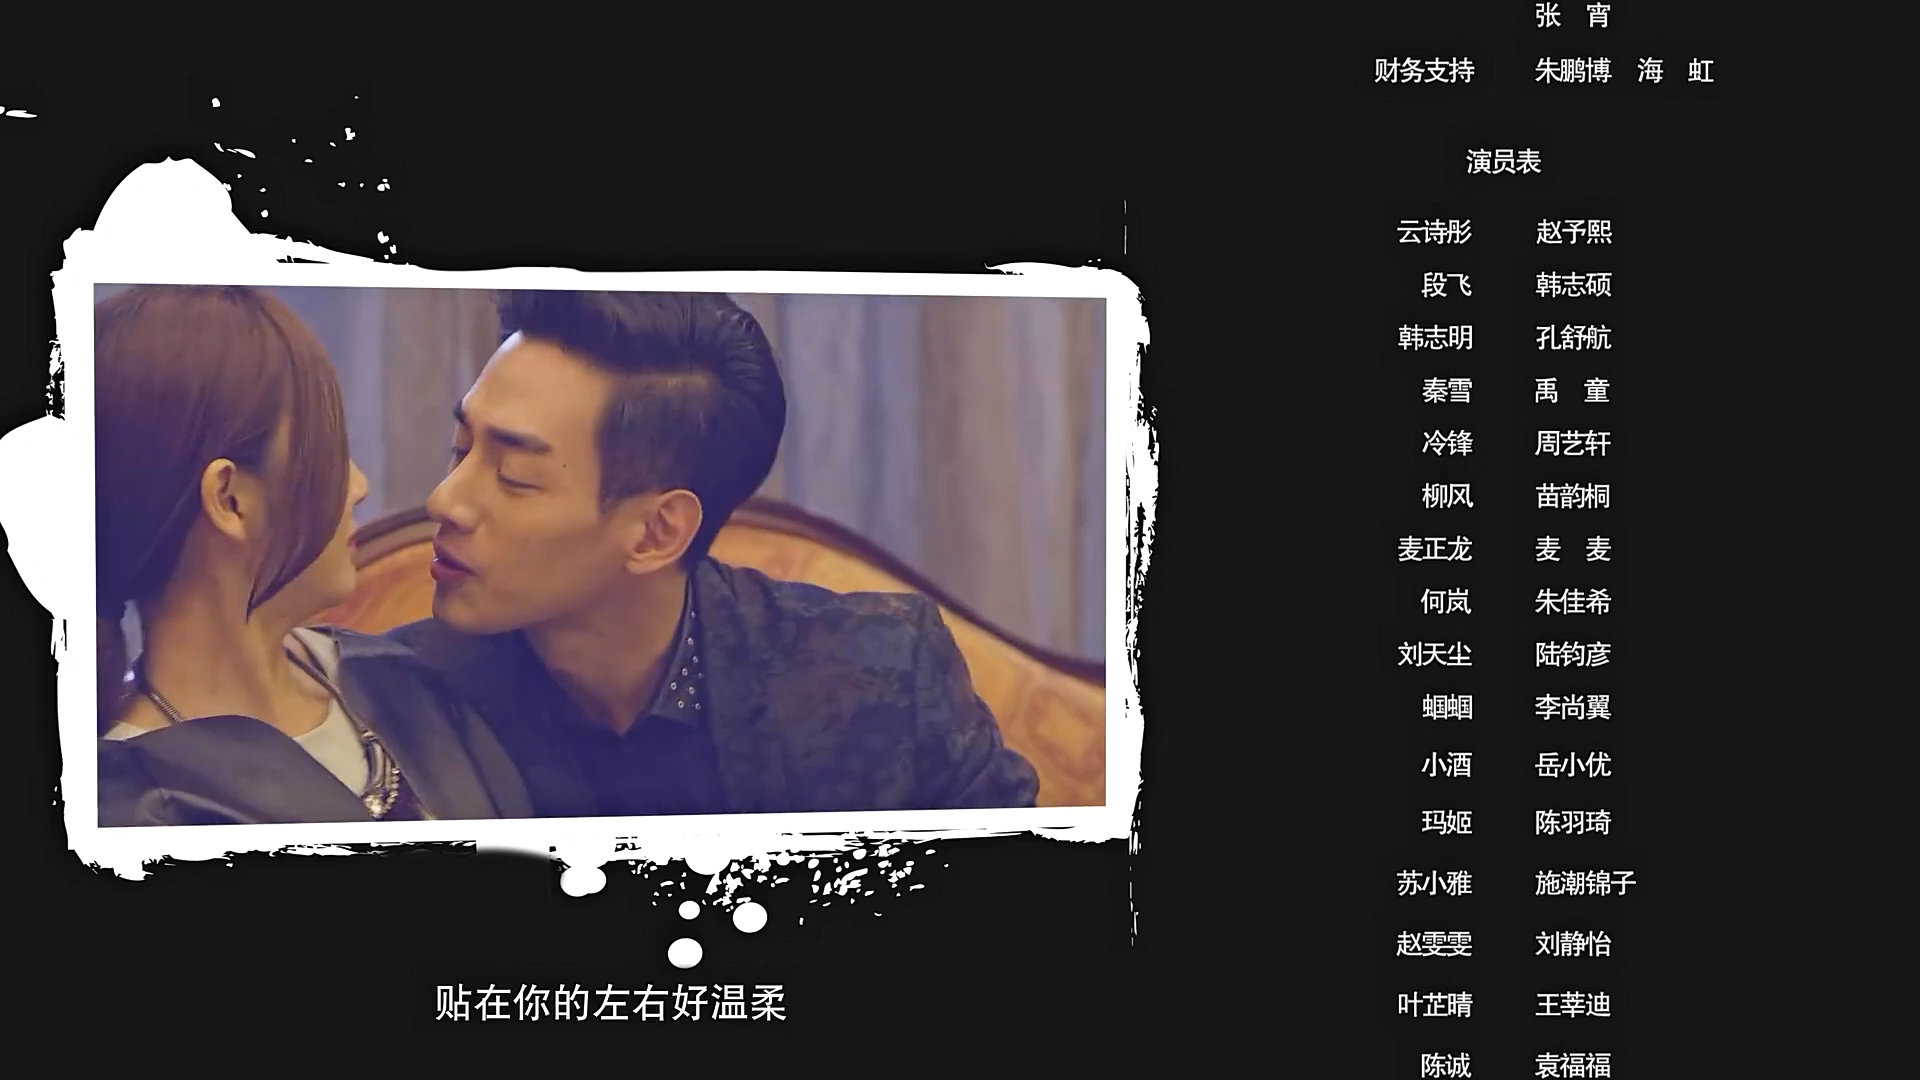 张 宵
财务支持 朱鹏博 海 虹
演员表
云诗彤 赵予熙
段飞 韩志硕
韩志明 孔舒航
秦雪 禹 童
冷锋 周艺轩
柳风 苗韵桐
麦正龙 麦 麦
何岚 朱佳希
刘天尘 陆钧彦
蝈蝈 李尚翼
小酒 岳小优
玛姬 陈羽琦
苏小雅 施潮锦子
赵雯雯 刘静怡
叶芷晴 王莘迪
陈诚 袁福福
贴在你的左右好温柔